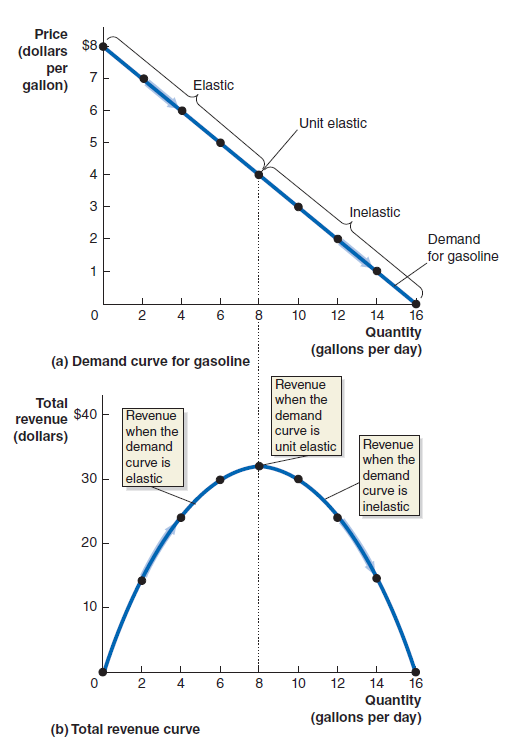 Price
(dollars
per
gallon)
$8
7
6
5
4
3
2
1
0
2
4
6
8
10
12
14
16
Elastic
Unit elastic
Inelastic
Demand
for gasoline
Quantity
(gallons per day)
(a) Demand curve for gasoline
Total
revenue
(dollars)
$40
30
20
10
0
2
4
6
8
10
12
14
16
Revenue
when the
demand
curve is
elastic
Revenue
when the
demand
curve is
unit elastic
Revenue
when the
demand
curve is
inelastic
Quantity
(gallons per day)
(b) Total revenue curve